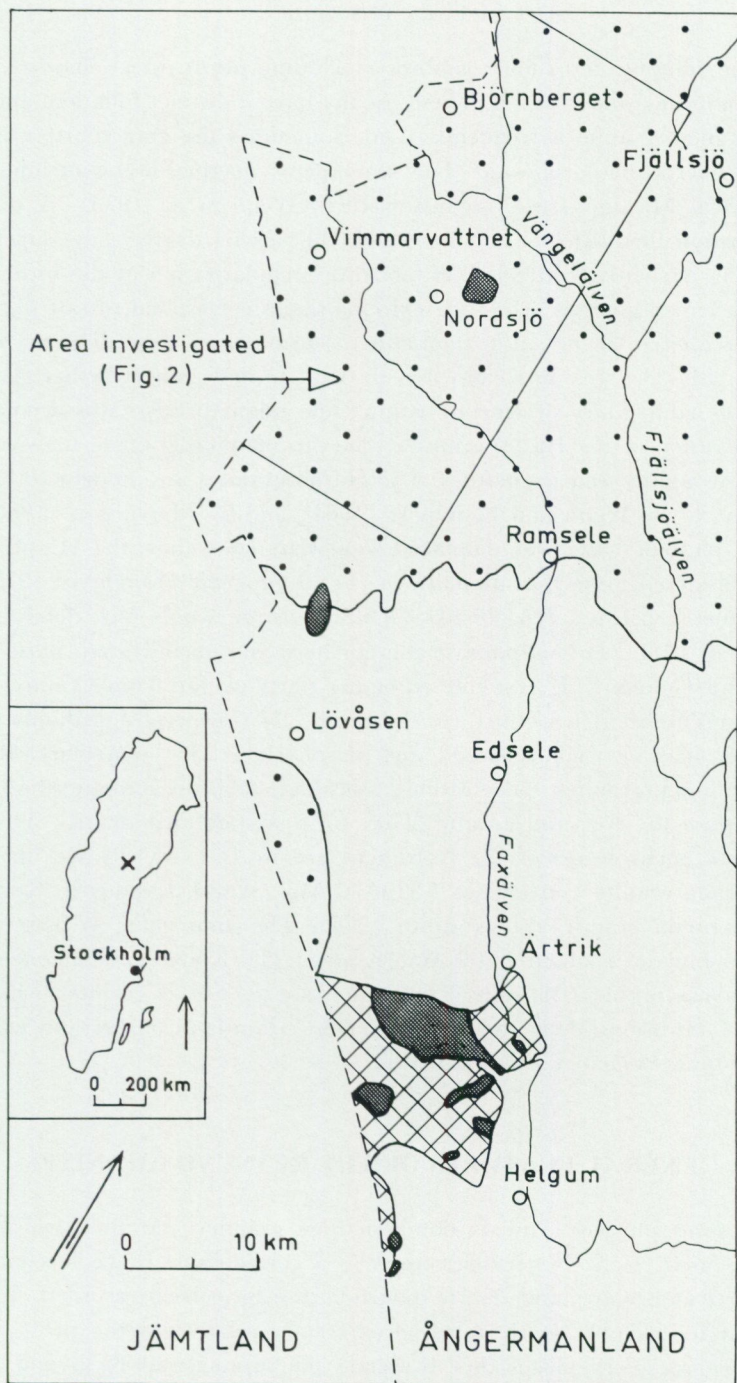 Björnberget
Fjällsjö
Vängelälven
Vimmarvattnet
Nordsjö
Area investigated
(Fig. 2)
Fjällsjöälven
Ramsele
Lövåsen
Edsele
Faxälven
Ärtrik
Stockholm
0 200 km
Helgum
0 10 km
JÄMTLAND ÅNGERMANLAND